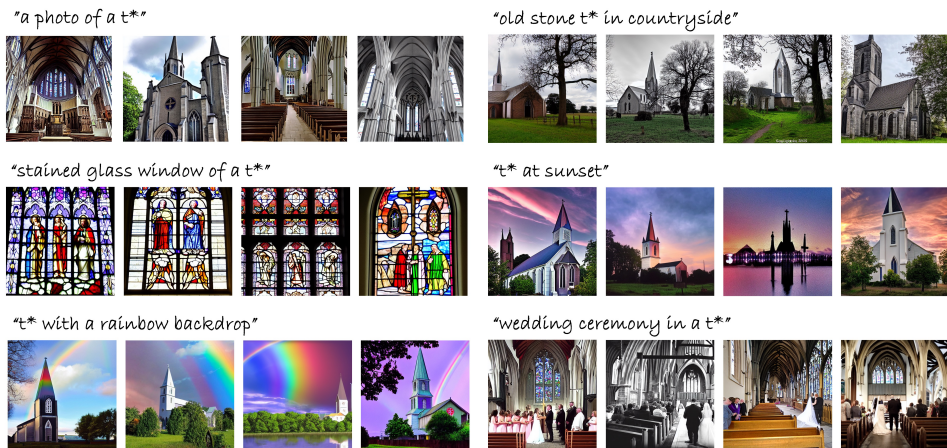 "a photo of a t*"
"old stone t* in countryside"
"stained glass window of a t*"
"t* at sunset"
"t* with a rainbow backdrop"
"wedding ceremony in a t*"